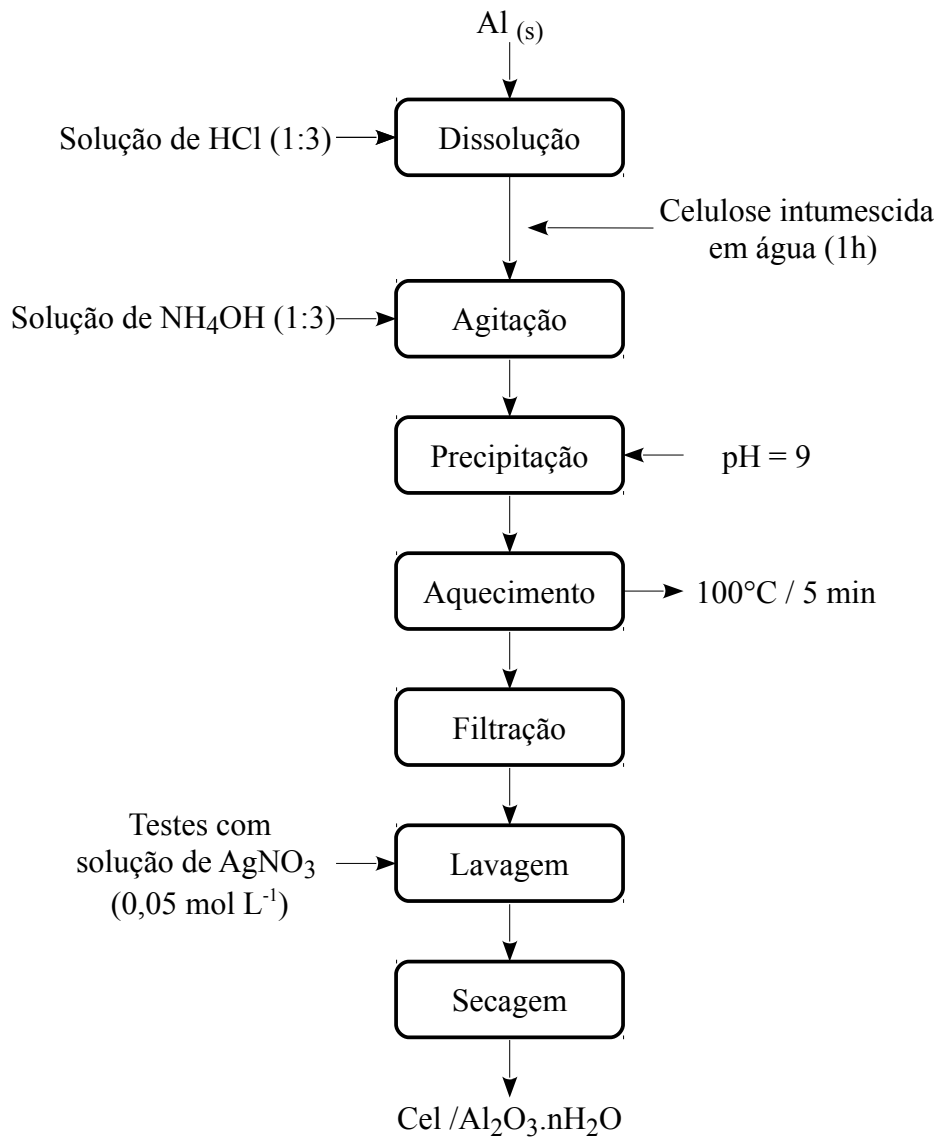 Al (s)
Dissolução
Solução de HCl (1:3)
Celulose intumescida
em água (1h)
Solução de NH₄OH (1:3)
Agitação
Precipitação
pH = 9
Aquecimento
100°C / 5 min
Filtração
Testes com
solução de AgNO₃
(0,05 mol L⁻¹)
Lavagem
Secagem
Cel /Al₂O₃.nH₂O